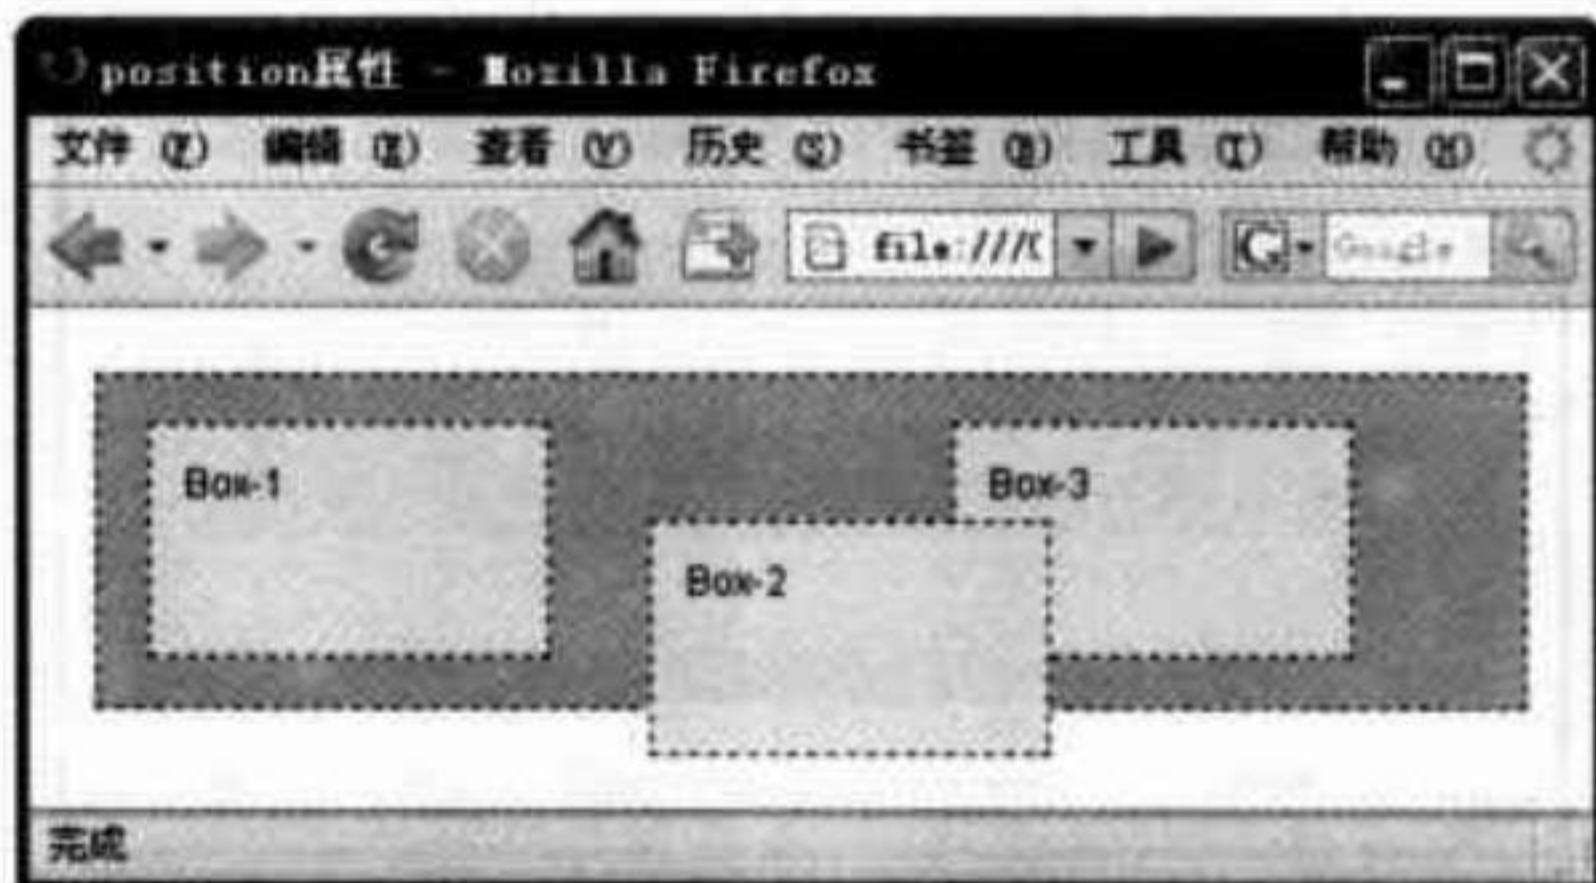 position属性 - Mozilla Firefox
文件 (F) 编辑 (E) 查看 (V) 历史 (S) 书签 (B) 工具 (T) 帮助 (H)
file:///C Google
Box-1 Box-3
Box-2
完成